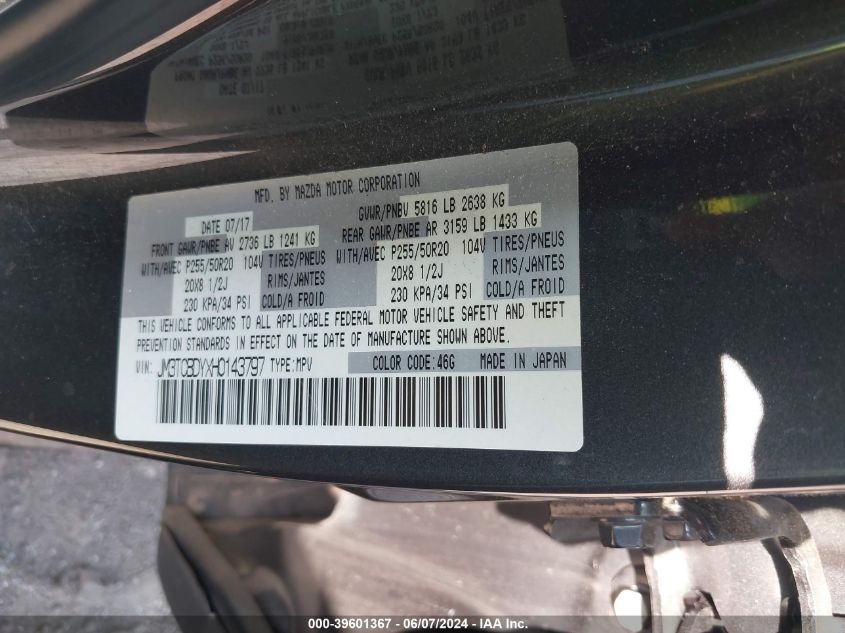 MFD. BY MAZDA MOTOR CORPORATION
DATE 07/17 GVWR/PNBV 5816 LB 2638 KG
FRONT GAWR/PNBE AV 2736 LB 1241 KG REAR GAWR/PNBE AR 3159 LB 1433 KG
WITH/AVEC P255/50R20 104V TIRES/PNEUS WITH/AVEC P255/50R20 104V TIRES/PNEUS
20X8 1/2J RIMS/JANTES 20X8 1/2J RIMS/JANTES
230 KPA/34 PSI COLD/A FROID 230 KPA/34 PSI COLD/A FROID
THIS VEHICLE CONFORMS TO ALL APPLICABLE FEDERAL MOTOR VEHICLE SAFETY AND THEFT
PREVENTION STANDARDS IN EFFECT ON THE DATE OF MANUFACTURE SHOWN ABOVE.
VIN: JM3TCBDYXH0143797 TYPE:MPV COLOR CODE:46G MADE IN JAPAN
000-39601367 - 06/07/2024 - IAA Inc.